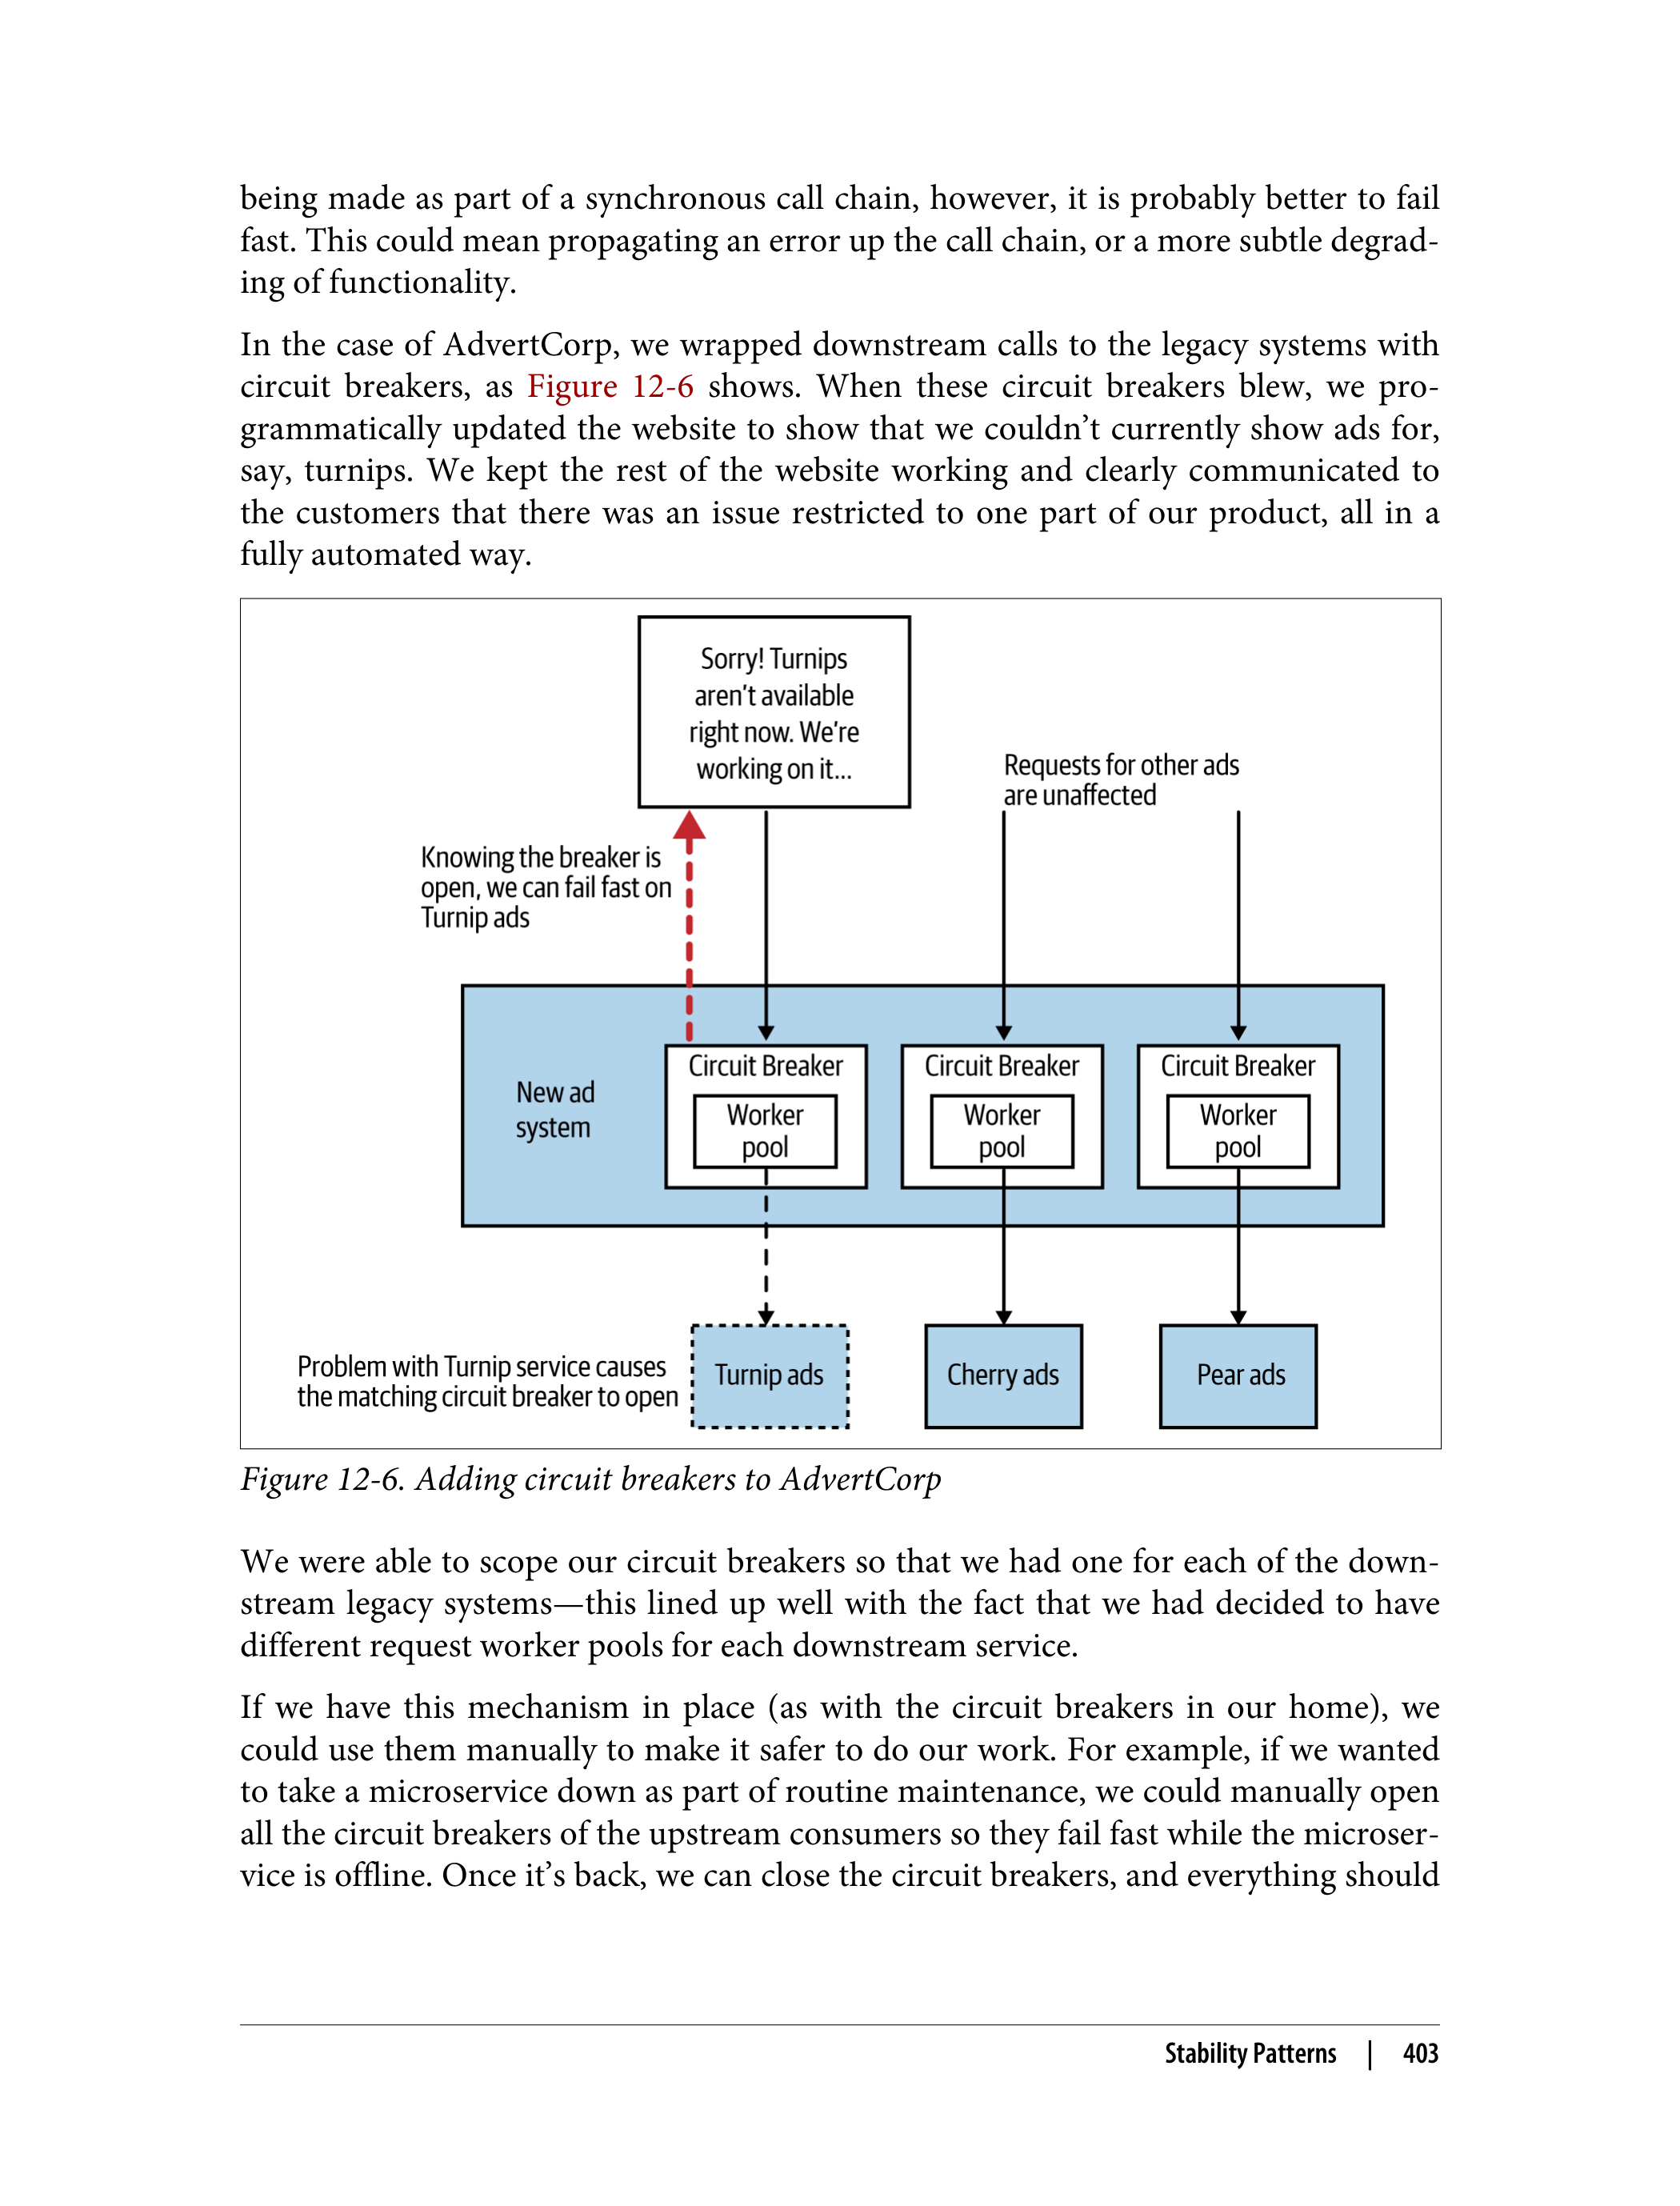 being made as part of a synchronous call chain, however, it is probably better to fail
fast. This could mean propagating an error up the call chain, or a more subtle degrad-
ing of functionality.
In the case of AdvertCorp, we wrapped downstream calls to the legacy systems with
circuit breakers, as Figure 12-6 shows. When these circuit breakers blew, we pro-
grammatically updated the website to show that we couldn’t currently show ads for,
say, turnips. We kept the rest of the website working and clearly communicated to
the customers that there was an issue restricted to one part of our product, all in a
fully automated way.
Sorry! Turnips
aren’t available
right now. We’re
working on it...
Requests for other ads
are unaffected
Knowing the breaker is
open, we can fail fast on
Turnip ads
New ad
system
Circuit Breaker
Worker
pool
Circuit Breaker
Worker
pool
Circuit Breaker
Worker
pool
Problem with Turnip service causes
the matching circuit breaker to open
Turnip ads
Cherry ads
Pear ads
Figure 12-6. Adding circuit breakers to AdvertCorp
We were able to scope our circuit breakers so that we had one for each of the down-
stream legacy systems—this lined up well with the fact that we had decided to have
different request worker pools for each downstream service.
If we have this mechanism in place (as with the circuit breakers in our home), we
could use them manually to make it safer to do our work. For example, if we wanted
to take a microservice down as part of routine maintenance, we could manually open
all the circuit breakers of the upstream consumers so they fail fast while the microser-
vice is offline. Once it’s back, we can close the circuit breakers, and everything should
Stability Patterns | 403